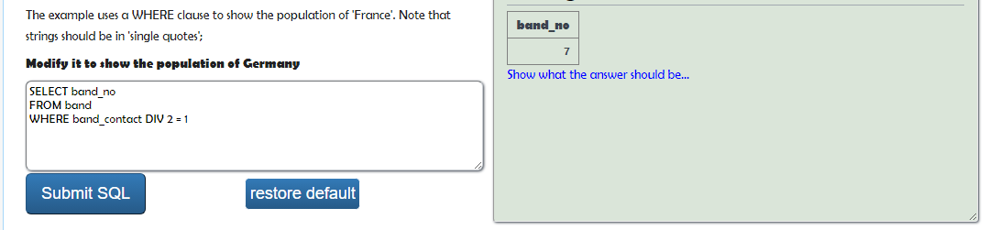 The example uses a WHERE clause to show the population of 'France'. Note that
strings should be in 'single quotes';
Modify it to show the population of Germany
SELECT band_no
FROM band
WHERE band_contact DIV 2 = 1
Submit SQL
restore default
band_no
7
Show what the answer should be...